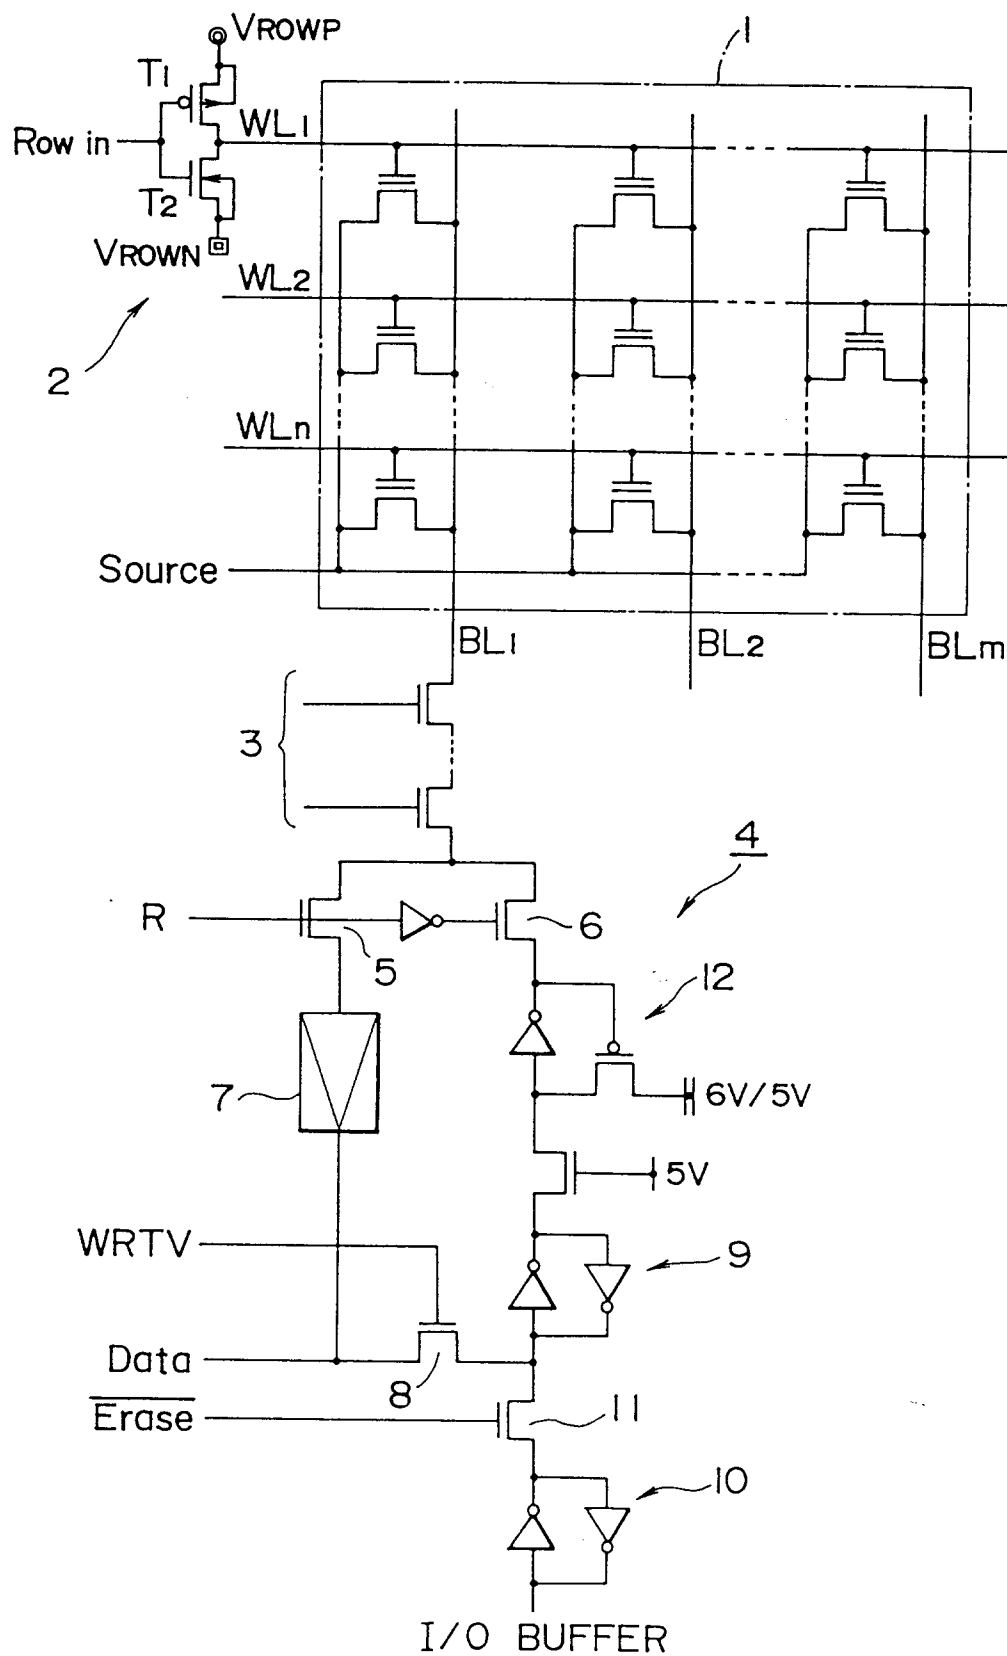 VROWP
1
T1
Row in
WL1
T2
VROWN
WL2
2
WLn
Source
BL1
BL2
BLm
3
4
R
5
6
12
7
6V/5V
5V
WRTV
9
Data
8
Erase
11
10
I/O BUFFER